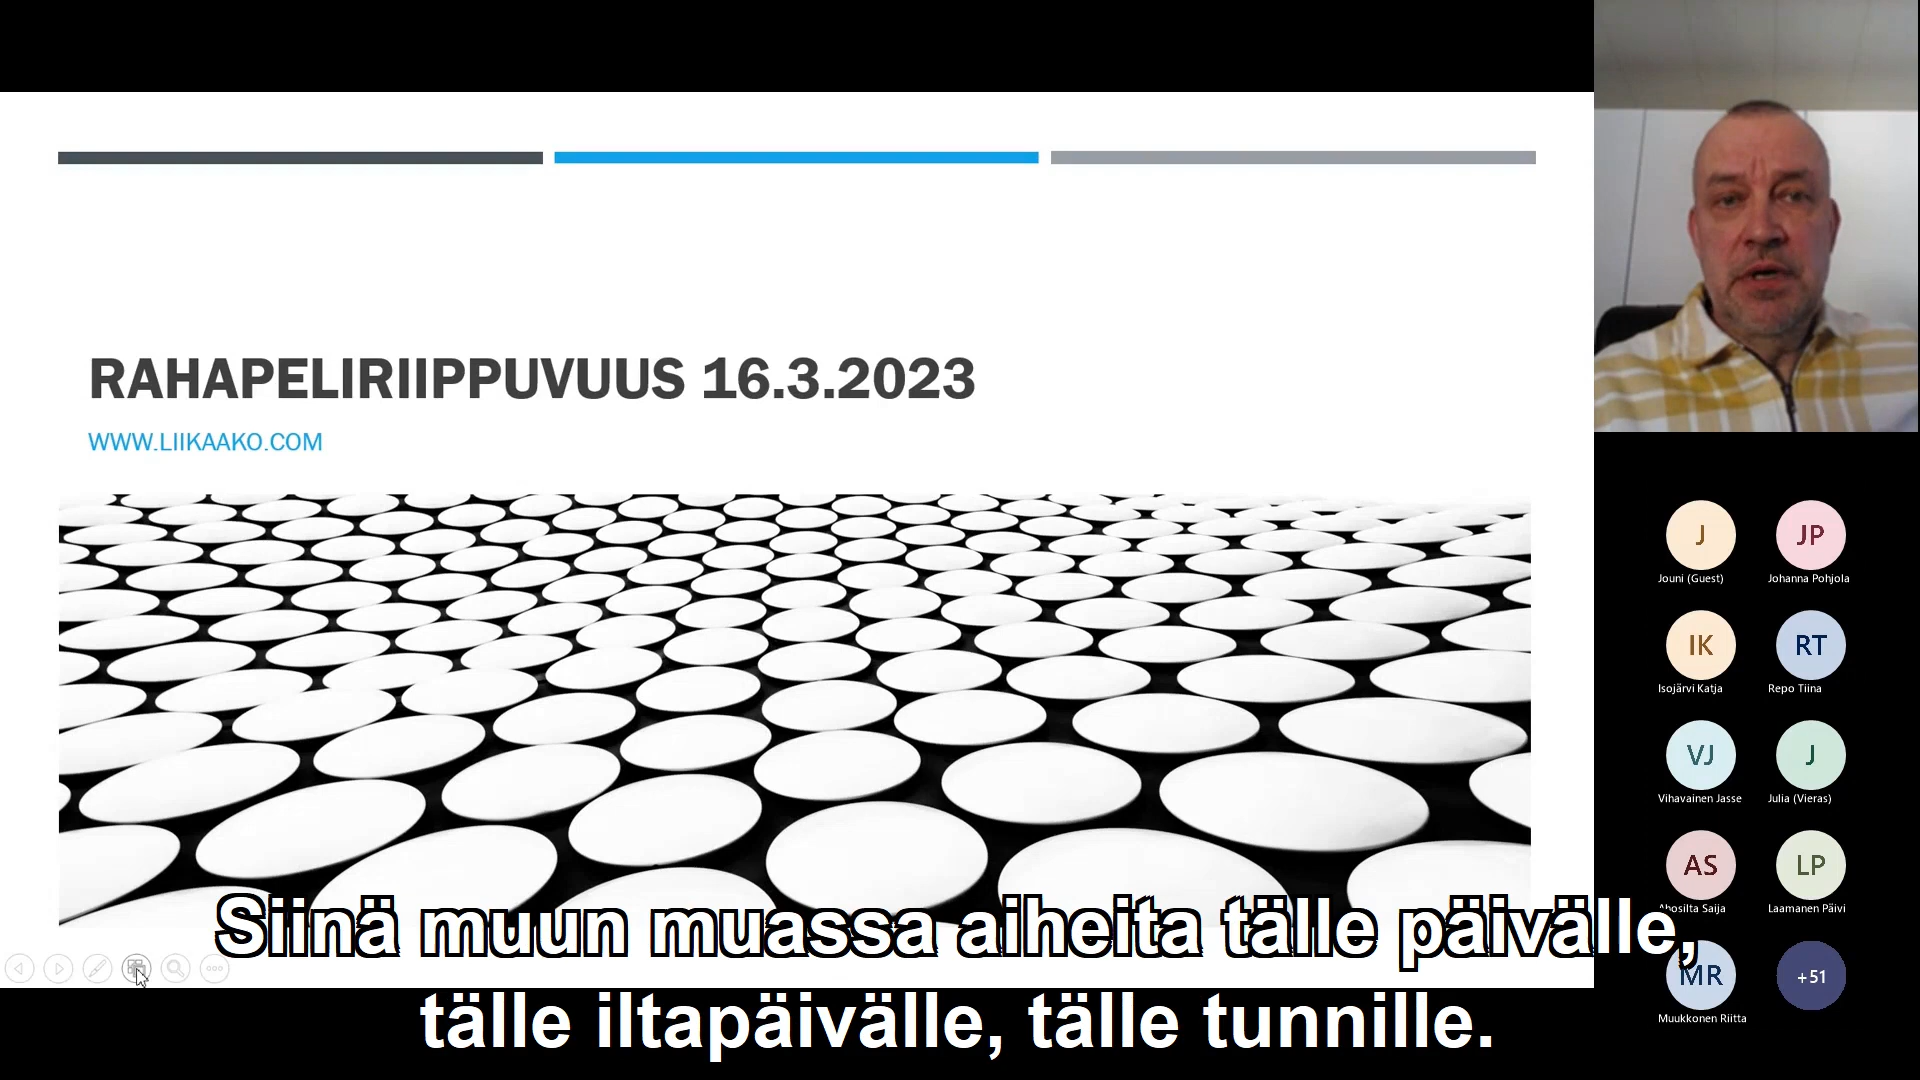 RAHAPELIRIIPPUVUUS 16.3.2023
WWW.LIIKAAKO.COM
J
Jouni (Guest)
JP
Johanna Pohjola
IK
Isojärvi Katja
RT
Repo Tiina
VJ
Vihavainen Jasse
J
Julia (Vieras)
AS
Ahosilta Saija
LP
Laamanen Päivi
MR
Muukkonen Riitta
+51
Siinä muun muassa aiheita tälle päivälle,
tälle iltapäivälle, tälle tunnille.